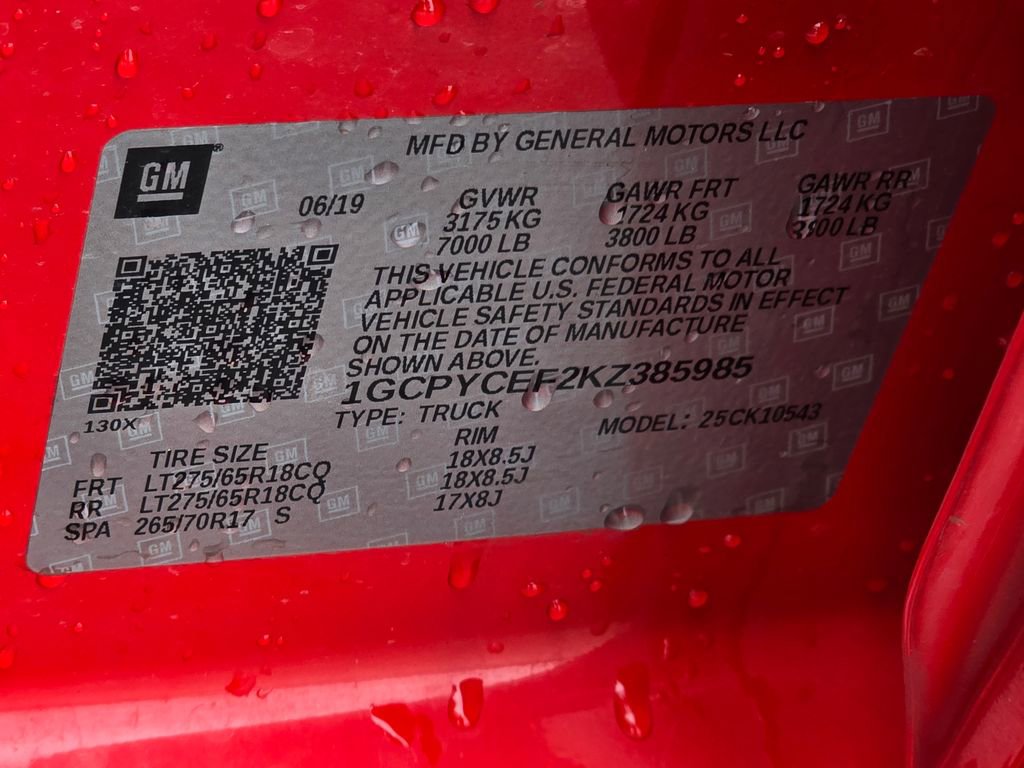 GM
MFD BY GENERAL MOTORS LLC
06/19 GVWR GAWR FRT GAWR RR
3175 KG 1724 KG 1724 KG
7000 LB 3800 LB 3800 LB
THIS VEHICLE CONFORMS TO ALL
APPLICABLE U.S. FEDERAL MOTOR
VEHICLE SAFETY STANDARDS IN EFFECT
ON THE DATE OF MANUFACTURE
SHOWN ABOVE.
1GCPYCEF2KZ385985
130X
TYPE: TRUCK MODEL: 25CK10543
TIRE SIZE RIM
FRT LT275/65R18CQ 18X8.5J
RR LT275/65R18CQ 18X8.5J
SPA 265/70R17 S 17X8J